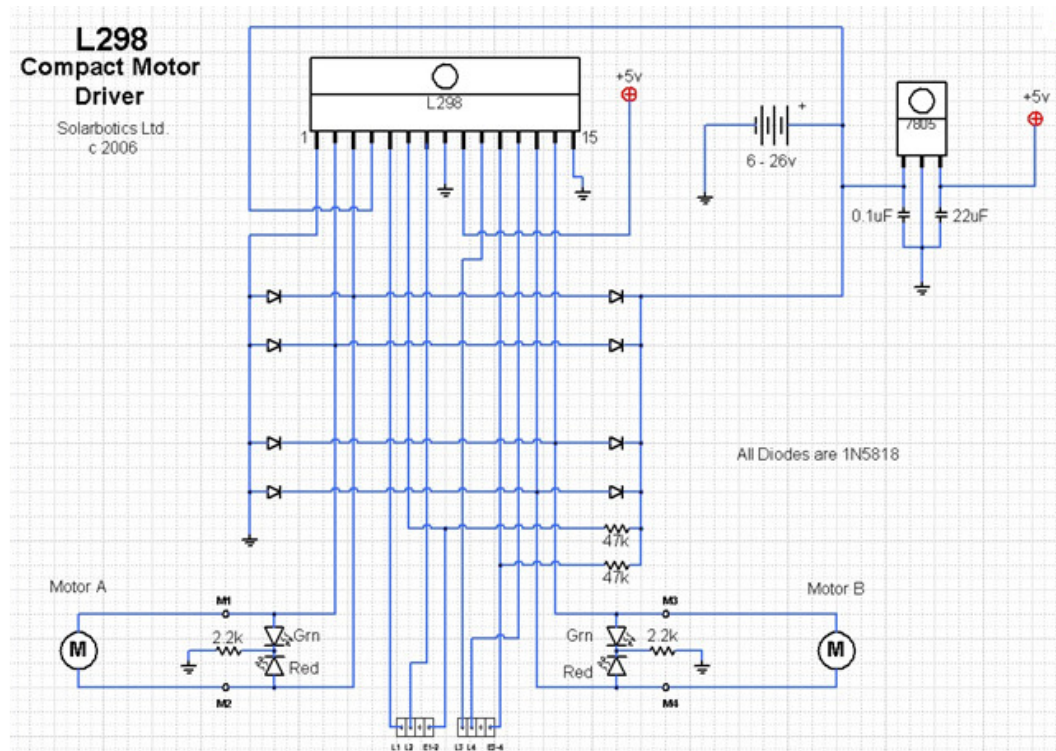 L298
Compact Motor
Driver
Solarbotics Ltd.
c 2006
L298
1
15
+5v
+
6 - 26v
7805
+5v
0.1uF
22uF
All Diodes are 1N5818
47k
47k
Motor A
Motor B
M1
M3
2.2k
Grn
Grn
2.2k
M
M
Red
Red
M2
M4
L1 L2 E1-2
L3 L4